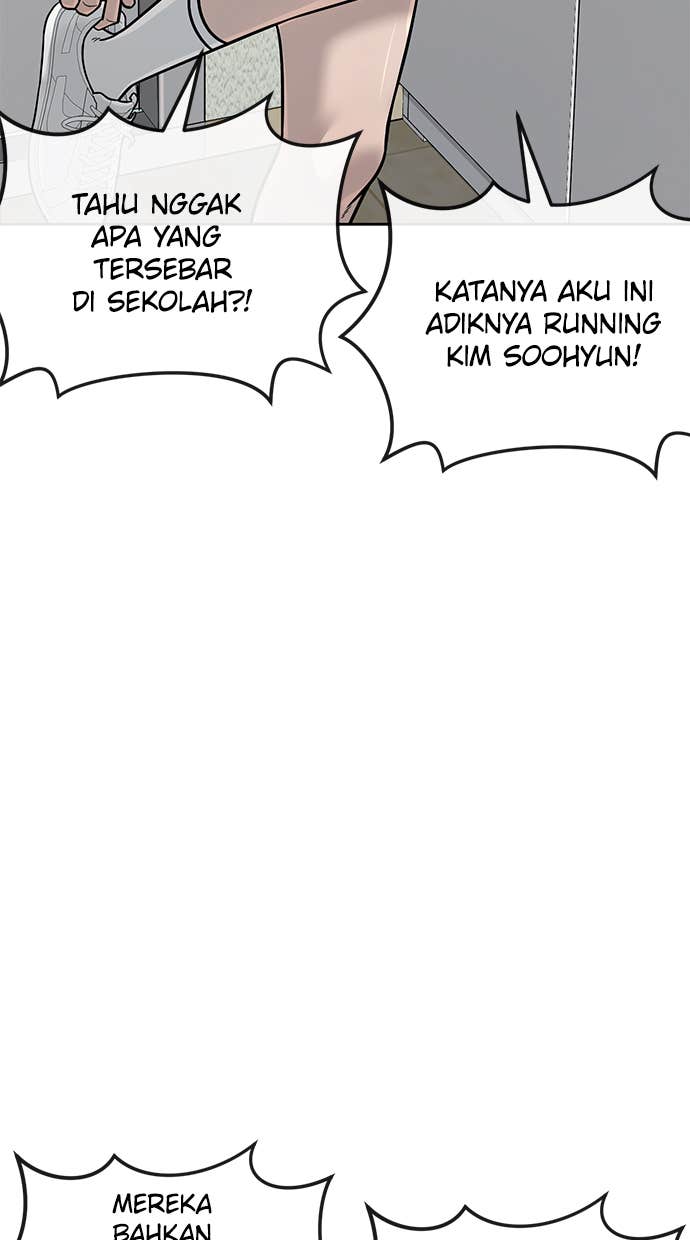 TAHU NGGAK
APA YANG
TERSEBAR
DI SEKOLAH?!
KATANYA AKU INI
ADIKNYA RUNNING
KIM SOOHYUN!
MEREKA
BAHKAN